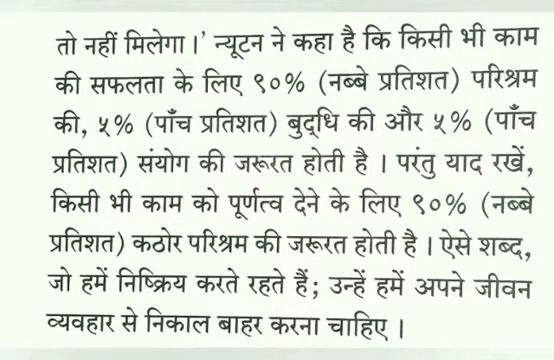 तो नहीं मिलेगा।’ न्यूटन ने कहा है कि किसी भी काम
की सफलता के लिए ९०% (नब्बे प्रतिशत) परिश्रम
की, ५% (पाँच प्रतिशत) बुद्धि की और ५% (पाँच
प्रतिशत) संयोग की जरूरत होती है । परंतु याद रखें,
किसी भी काम को पूर्णत्व देने के लिए ९०% (नब्बे
प्रतिशत) कठोर परिश्रम की जरूरत होती है । ऐसे शब्द,
जो हमें निष्क्रिय करते रहते हैं; उन्हें हमें अपने जीवन
व्यवहार से निकाल बाहर करना चाहिए ।